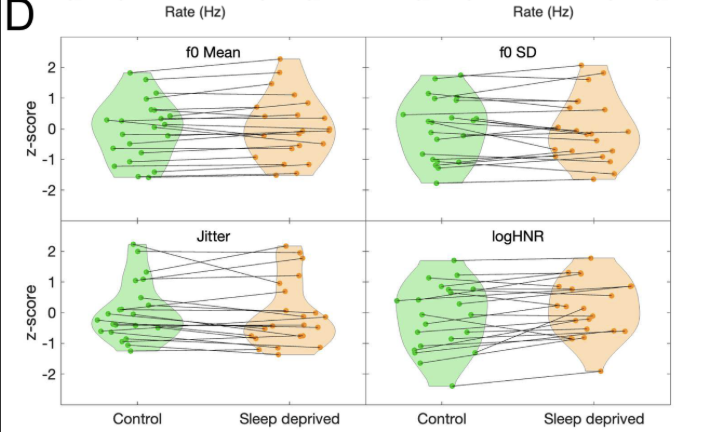 D
Rate (Hz) Rate (Hz)
f0 Mean f0 SD
2
1
0
-1
-2
z-score
Jitter logHNR
2
1
0
-1
-2
z-score
Control Sleep deprived Control Sleep deprived